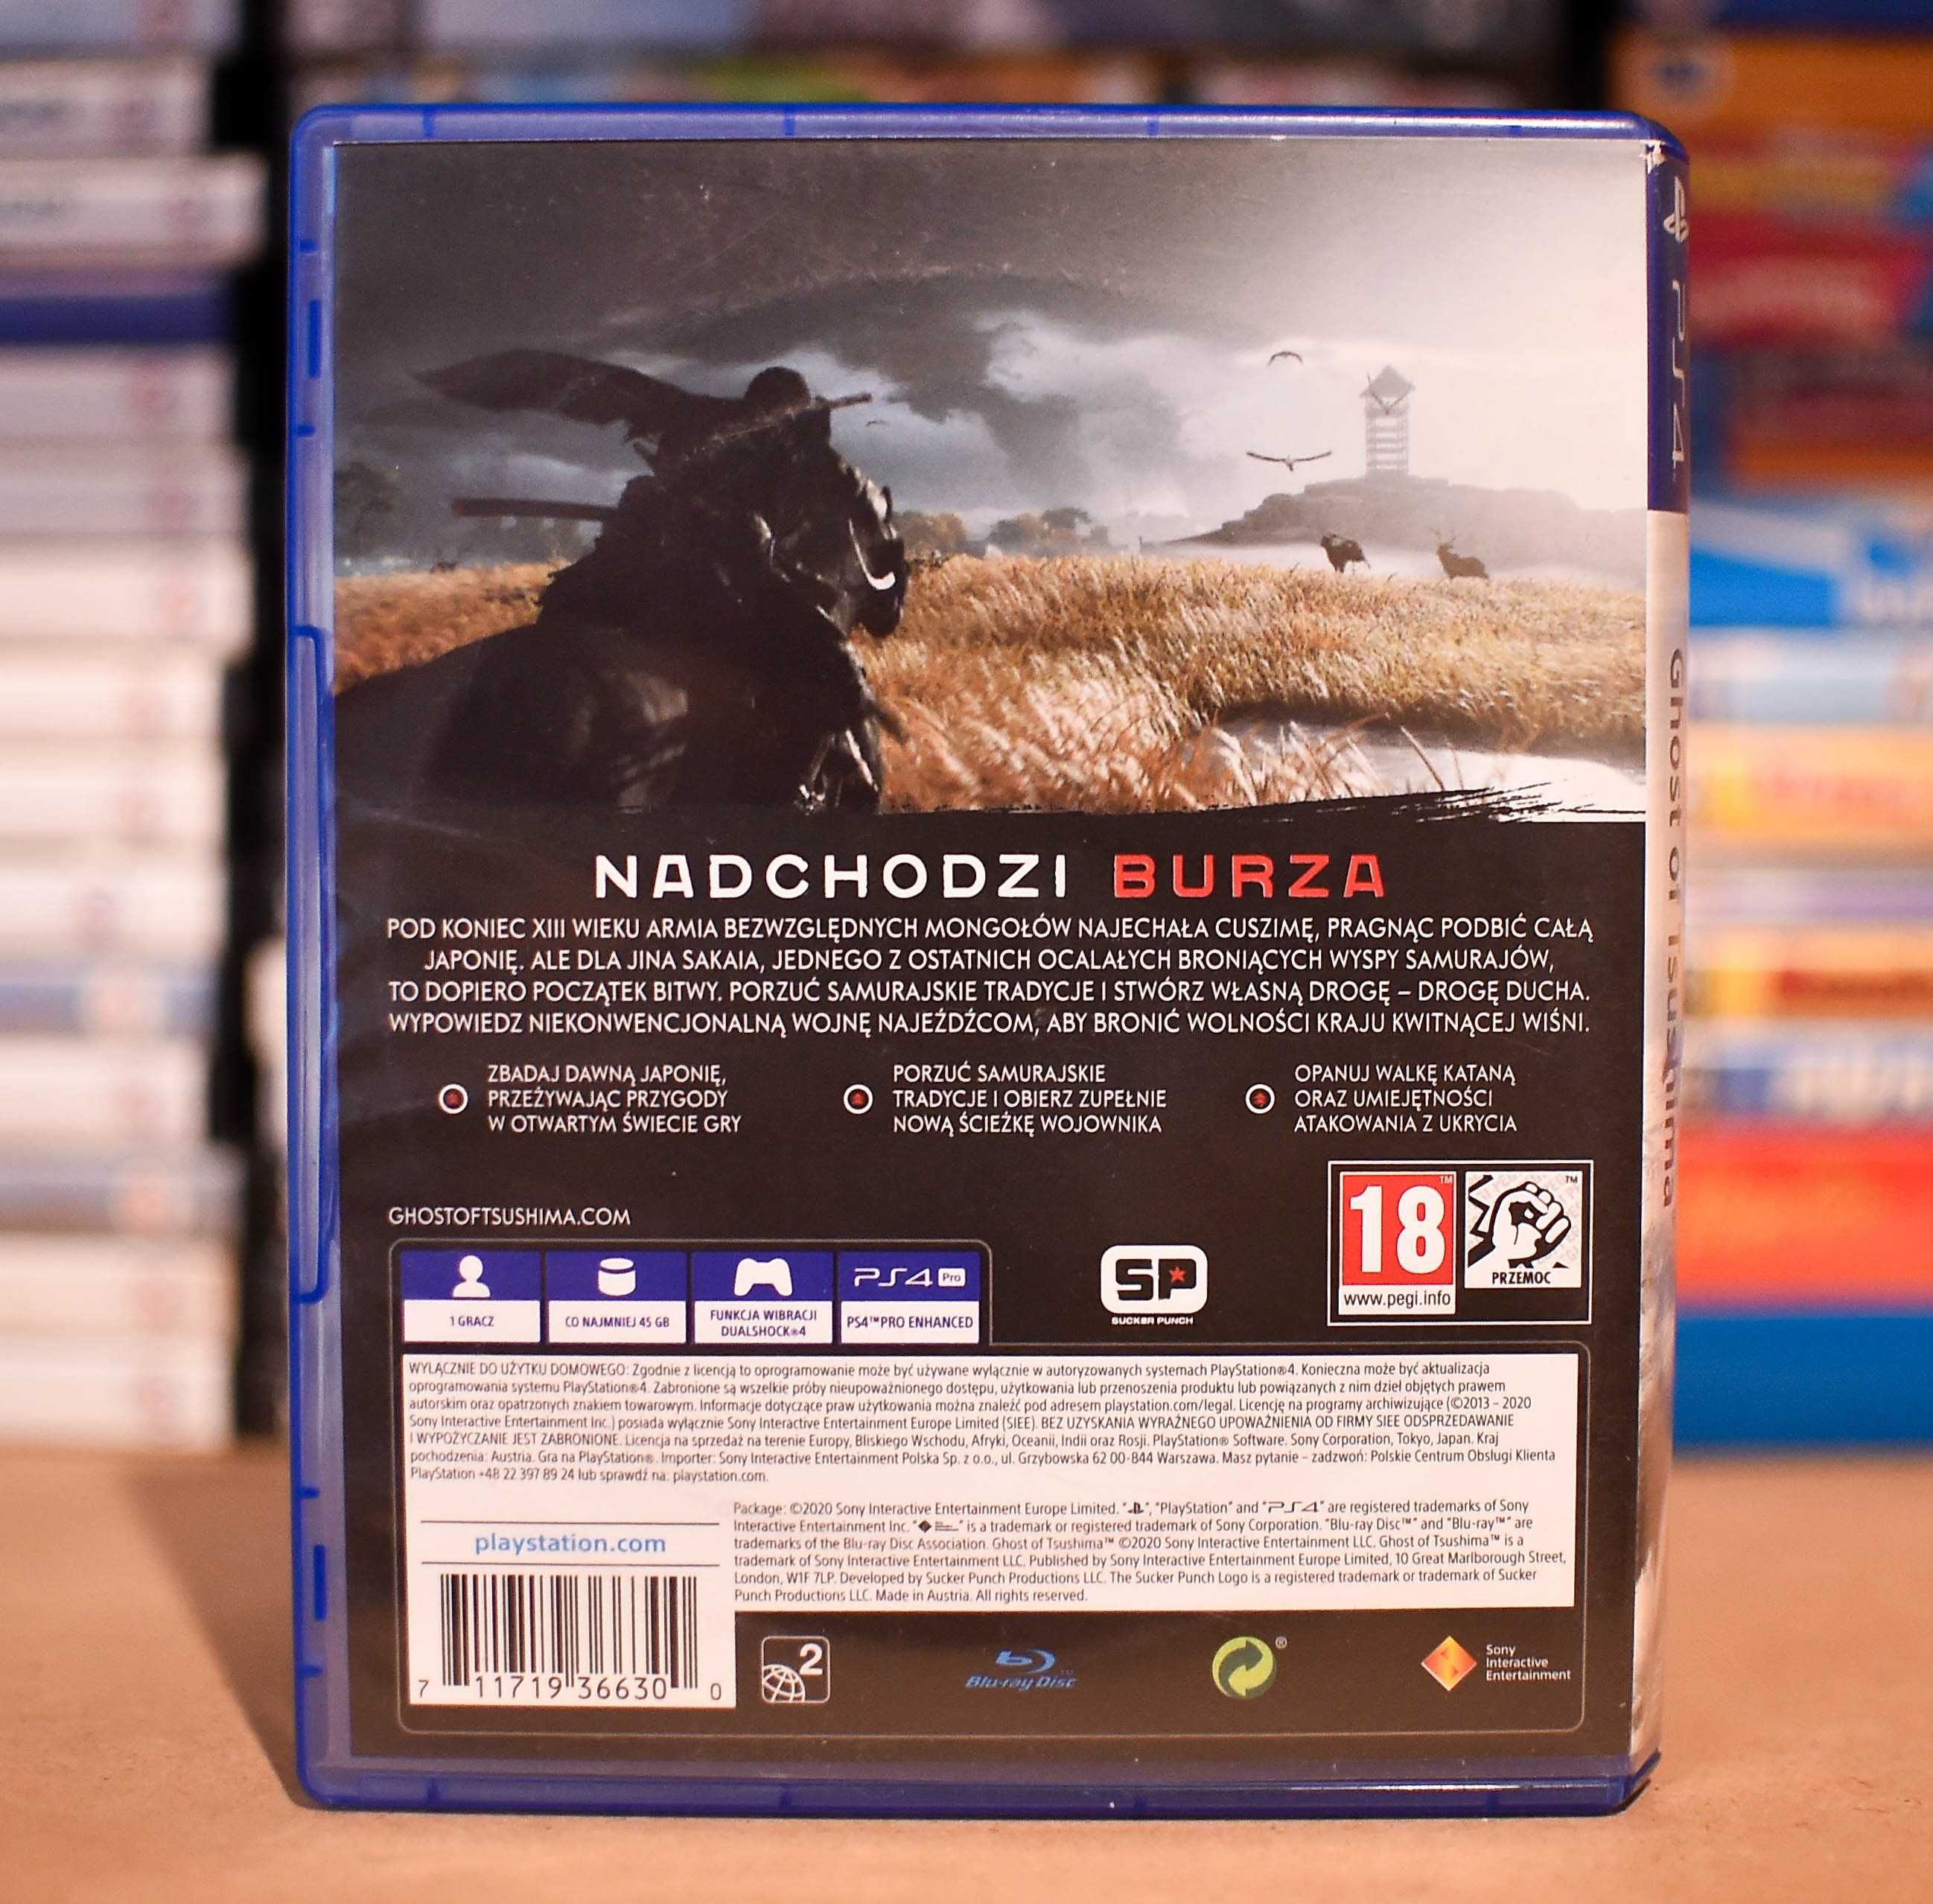 PS4
Ghost of Tsushima
NADCHODZI BURZA
POD KONIEC XIII WIEKU ARMIA BEZWZGLĘDNYCH MONGOŁÓW NAJECHAŁA CUSZIMĘ, PRAGNĄC PODBIĆ CAŁĄ
JAPONIĘ. ALE DLA JINA SAKAIA, JEDNEGO Z OSTATNICH OCALAŁYCH BRONIĄCYCH WYSPY SAMURAJÓW,
TO DOPIERO POCZĄTEK BITWY. PORZUĆ SAMURAJSKIE TRADYCJE I STWÓRZ WŁASNĄ DROGĘ – DROGĘ DUCHA.
WYPOWIEDZ NIEKONWENCJONALNĄ WOJNĘ NAJEŹDŹCOM, ABY BRONIĆ WOLNOŚCI KRAJU KWITNĄCEJ WIŚNI.
ZBADAJ DAWNĄ JAPONIĘ,
PRZEŻYWAJĄC PRZYGODY
W OTWARTYM ŚWIECIE GRY
PORZUĆ SAMURAJSKIE
TRADYCJE I OBIERZ ZUPEŁNIE
NOWĄ ŚCIEŻKĘ WOJOWNIKA
OPANUJ WALKĘ KATANĄ
ORAZ UMIEJĘTNOŚCI
ATAKOWANIA Z UKRYCIA
GHOSTOFTSUSHIMA.COM
18™
www.pegi.info
™
PRZEMOC
1 GRACZ
CO NAJMNIEJ 45 GB
FUNKCJA WIBRACJI
DUALSHOCK®4
PS4 Pro
PS4™ PRO ENHANCED
SP
SUCKER PUNCH
WYŁĄCZNIE DO UŻYTKU DOMOWEGO: Zgodnie z licencją to oprogramowanie może być używane wyłącznie w autoryzowanych systemach PlayStation®4. Konieczna może być aktualizacja
oprogramowania systemu PlayStation®4. Zabronione są wszelkie próby nieupoważnionego dostępu, użytkowania lub przenoszenia produktu lub powiązanych z nim dzieł objętych prawem
autorskim oraz opatrzonych znakiem towarowym. Informacje dotyczące praw użytkowania można znaleźć pod adresem playstation.com/legal. Licencję na programy archiwizujące (©2013 - 2020
Sony Interactive Entertainment Inc.) posiada wyłącznie Sony Interactive Entertainment Europe Limited (SIEE). BEZ UZYSKANIA WYRAŹNEGO UPOWAŻNIENIA OD FIRMY SIEE ODSPRZEDAWANIE
I WYPOŻYCZANIE JEST ZABRONIONE. Licencja na sprzedaż na terenie Europy, Bliskiego Wschodu, Afryki, Oceanii, Indii oraz Rosji. PlayStation® Software. Sony Corporation, Tokyo, Japan. Kraj
pochodzenia: Austria. Gra na PlayStation®. Importer: Sony Interactive Entertainment Polska Sp. z o.o., ul. Grzybowska 62 00-844 Warszawa. Masz pytanie – zadzwoń: Polskie Centrum Obsługi Klienta
PlayStation +48 22 397 89 24 lub sprawdź na: playstation.com.
Package: ©2020 Sony Interactive Entertainment Europe Limited. "", "PlayStation" and "PS4" are registered trademarks of Sony
Interactive Entertainment Inc. "" is a trademark or registered trademark of Sony Corporation. "Blu-ray Disc™" and "Blu-ray™" are
trademarks of the Blu-ray Disc Association. Ghost of Tsushima™ ©2020 Sony Interactive Entertainment LLC. Ghost of Tsushima™ is a
trademark of Sony Interactive Entertainment LLC. Published by Sony Interactive Entertainment Europe Limited, 10 Great Marlborough Street,
London, W1F 7LP. Developed by Sucker Punch Productions LLC. The Sucker Punch Logo is a registered trademark or trademark of Sucker
Punch Productions LLC. Made in Austria. All rights reserved.
playstation.com
7 11719 36630 0
2
Blu-ray Disc™
®
Sony
Interactive
Entertainment